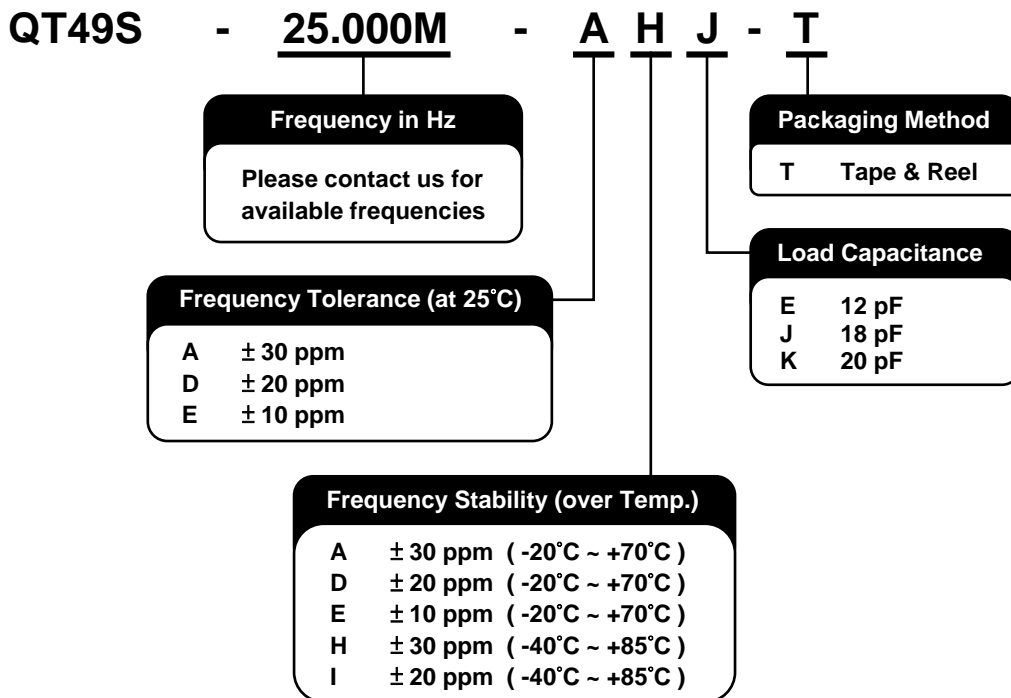 QT49S - 25.000M - A H J - T
Frequency in Hz
Please contact us for
available frequencies
Packaging Method
T Tape & Reel
Load Capacitance
E 12 pF
J 18 pF
K 20 pF
Frequency Tolerance (at 25°C)
A ± 30 ppm
D ± 20 ppm
E ± 10 ppm
Frequency Stability (over Temp.)
A ± 30 ppm ( -20°C ~ +70°C )
D ± 20 ppm ( -20°C ~ +70°C )
E ± 10 ppm ( -20°C ~ +70°C )
H ± 30 ppm ( -40°C ~ +85°C )
I ± 20 ppm ( -40°C ~ +85°C )